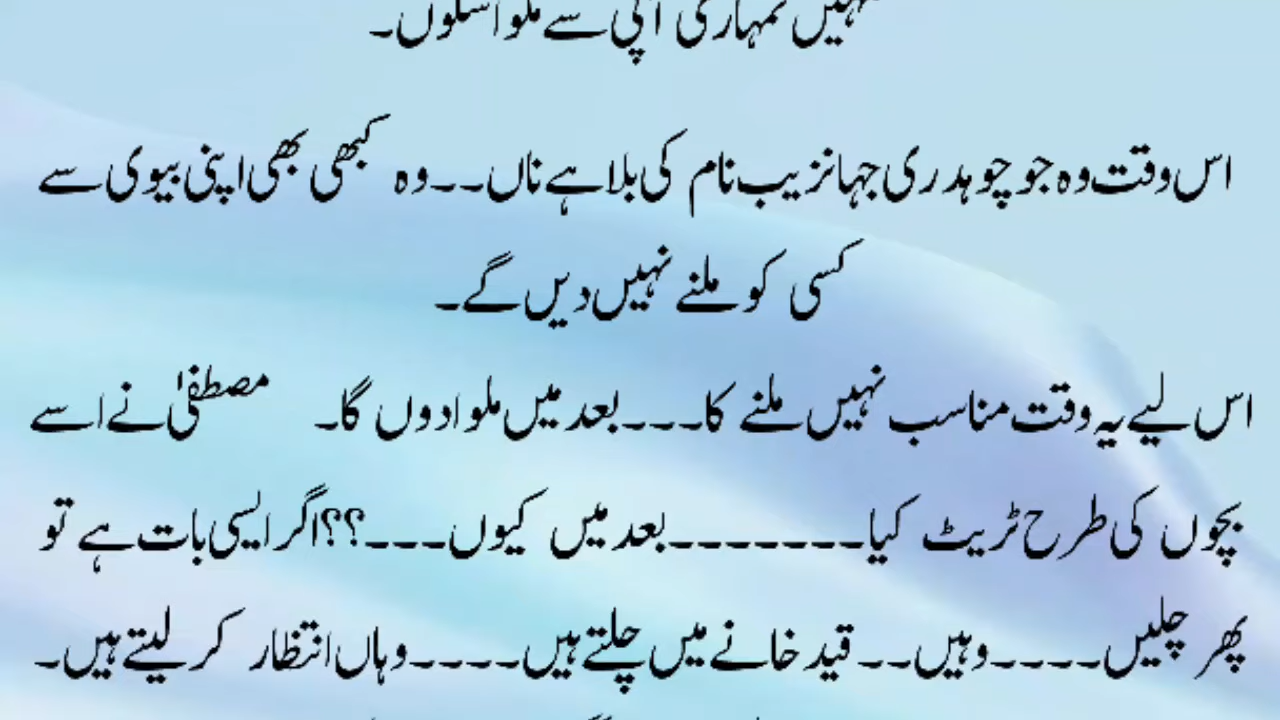 تمہاری آپی سے ملوا سکوں۔
اس وقت وہ جو چوہدری جہانزیب نام کی بلا ہے ناں۔۔وہ کبھی بھی اپنی بیوی سے
کسی کو ملنے نہیں دیں گے۔
اس لیے یہ وقت مناسب نہیں ملنے کا۔۔۔بعد میں ملوا دوں گا۔ مصطفیٰ نے اسے
بچوں کی طرح ٹریٹ کیا۔۔۔۔۔۔۔بعد میں کیوں۔۔۔؟؟اگر ایسی بات ہے تو
پھر چلیں۔۔۔۔وہیں۔۔قید خانے میں چلتے ہیں۔۔۔۔وہاں انتظار کر لیتے ہیں۔